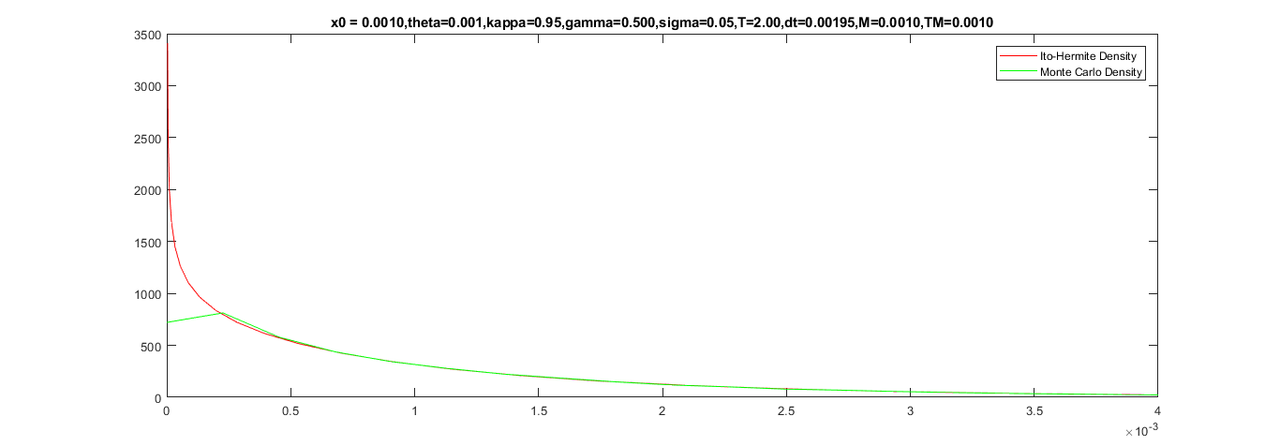 x0 = 0.0010,theta=0.001,kappa=0.95,gamma=0.500,sigma=0.05,T=2.00,dt=0.00195,M=0.0010,TM=0.0010
Ito-Hermite Density
Monte Carlo Density
3500
3000
2500
2000
1500
1000
500
0
0 0.5 1 1.5 2 2.5 3 3.5 4
×10-3